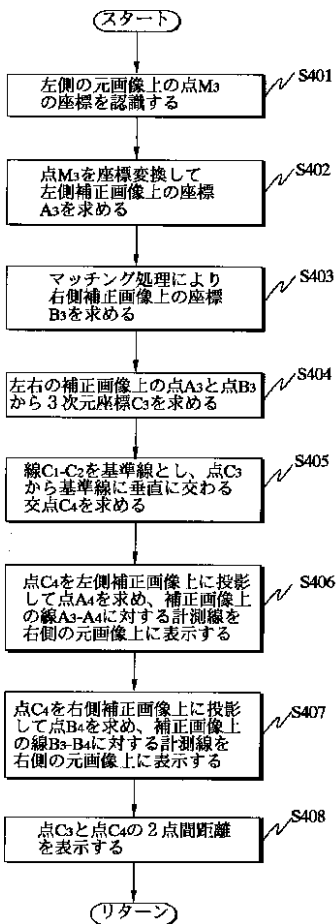 スタート
左側の元画像上の点M3
の座標を認識する
S401
点M3を座標変換して
左側補正画像上の座標
A3を求める
S402
マッチング処理により
右側補正画像上の座標
B3を求める
S403
左右の補正画像上の点A3と点B3
から3次元座標C3を求める
S404
線C1-C2を基準線とし、点C3
から基準線に垂直に交わる
交点C4を求める
S405
点C4を左側補正画像上に投影
して点A4を求め、補正画像上
の線A3-A4に対する計測線を
右側の元画像上に表示する
S406
点C4を右側補正画像上に投影
して点B4を求め、補正画像上
の線B3-B4に対する計測線を
右側の元画像上に表示する
S407
点C3と点C4の2点間距離
を表示する
S408
リターン